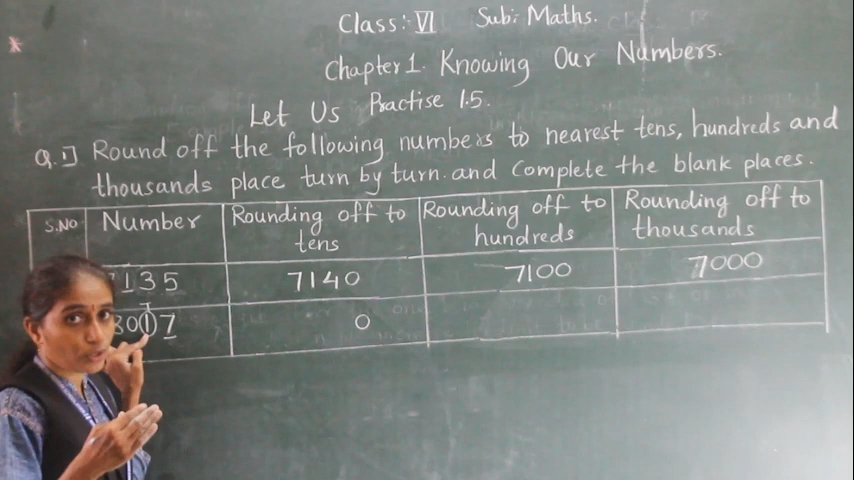 Class: VI Sub: Maths.
Chapter 1. Knowing Our Numbers.
Let Us Practise 1.5.
Q.1] Round off the following numbers to nearest tens, hundreds and
thousands place turn by turn and complete the blank places.
S.NO Number Rounding off to tens Rounding off to hundreds Rounding off to thousands
135 7140 7100 7000
T
3017 0